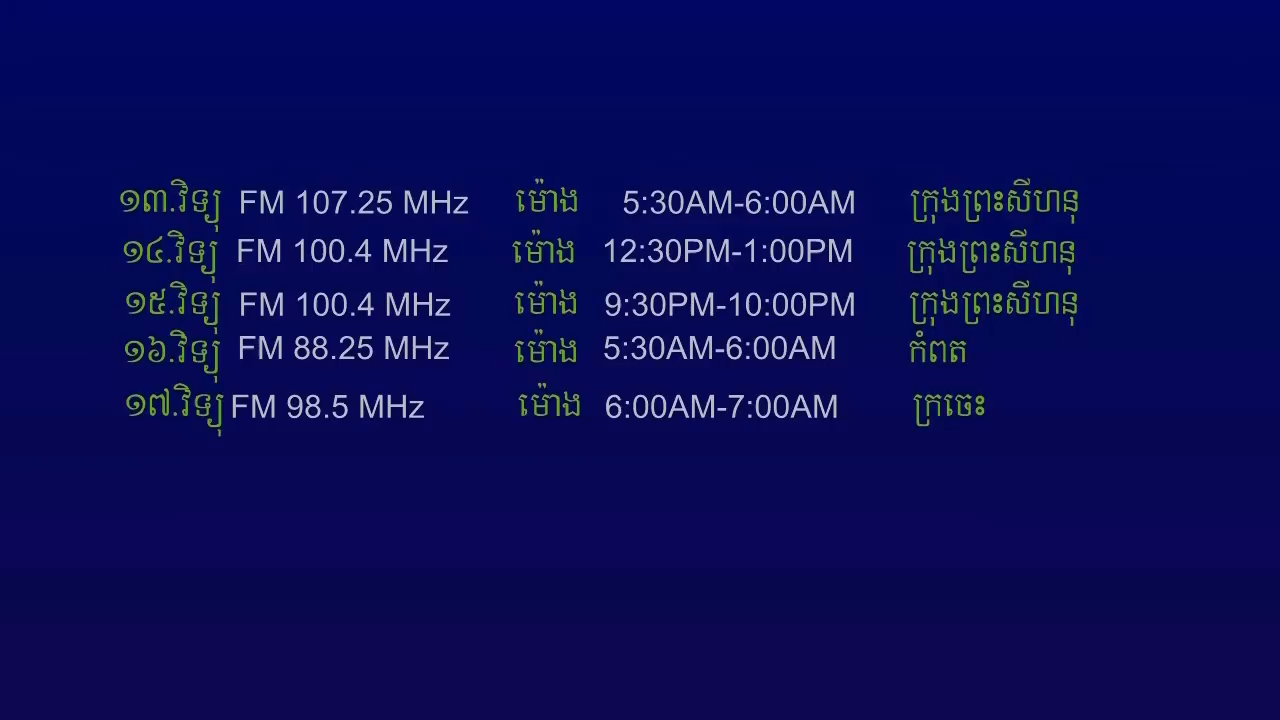 ១៣.វិទ្យុ FM 107.25 MHz ម៉ោង 5:30AM-6:00AM ក្រុងព្រះសីហនុ
១៤.វិទ្យុ FM 100.4 MHz ម៉ោង 12:30PM-1:00PM ក្រុងព្រះសីហនុ
១៥.វិទ្យុ FM 100.4 MHz ម៉ោង 9:30PM-10:00PM ក្រុងព្រះសីហនុ
១៦.វិទ្យុ FM 88.25 MHz ម៉ោង 5:30AM-6:00AM កំពត
១៧.វិទ្យុ FM 98.5 MHz ម៉ោង 6:00AM-7:00AM ក្រចេះ